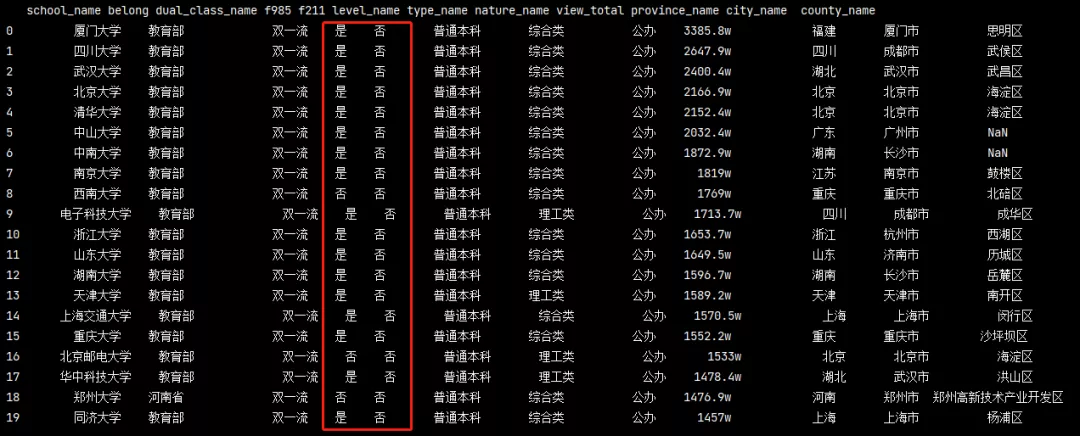 school_name belong dual_class_name f985 f211 level_name type_name nature_name view_total province_name city_name county_name
0 厦门大学 教育部 双一流 是 否 普通本科 综合类 公办 3385.8w 福建 厦门市 思明区
1 四川大学 教育部 双一流 是 否 普通本科 综合类 公办 2647.9w 四川 成都市 武侯区
2 武汉大学 教育部 双一流 是 否 普通本科 综合类 公办 2400.4w 湖北 武汉市 武昌区
3 北京大学 教育部 双一流 是 否 普通本科 综合类 公办 2166.9w 北京 北京市 海淀区
4 清华大学 教育部 双一流 是 否 普通本科 综合类 公办 2152.4w 北京 北京市 海淀区
5 中山大学 教育部 双一流 是 否 普通本科 综合类 公办 2032.4w 广东 广州市 NaN
6 中南大学 教育部 双一流 是 否 普通本科 综合类 公办 1872.9w 湖南 长沙市 NaN
7 南京大学 教育部 双一流 是 否 普通本科 综合类 公办 1819w 江苏 南京市 鼓楼区
8 西南大学 教育部 双一流 否 否 普通本科 综合类 公办 1769w 重庆 重庆市 北碚区
9 电子科技大学 教育部 双一流 是 否 普通本科 理工类 公办 1713.7w 四川 成都市 成华区
10 浙江大学 教育部 双一流 是 否 普通本科 综合类 公办 1653.7w 浙江 杭州市 西湖区
11 山东大学 教育部 双一流 是 否 普通本科 综合类 公办 1649.5w 山东 济南市 历城区
12 湖南大学 教育部 双一流 是 否 普通本科 综合类 公办 1596.7w 湖南 长沙市 岳麓区
13 天津大学 教育部 双一流 是 否 普通本科 理工类 公办 1589.2w 天津 天津市 南开区
14 上海交通大学 教育部 双一流 是 否 普通本科 综合类 公办 1570.5w 上海 上海市 闵行区
15 重庆大学 教育部 双一流 是 否 普通本科 综合类 公办 1552.2w 重庆 重庆市 沙坪坝区
16 北京邮电大学 教育部 双一流 否 否 普通本科 理工类 公办 1533w 北京 北京市 海淀区
17 华中科技大学 教育部 双一流 是 否 普通本科 理工类 公办 1478.4w 湖北 武汉市 洪山区
18 郑州大学 河南省 双一流 否 否 普通本科 综合类 公办 1476.9w 河南 郑州市 郑州高新技术产业开发区
19 同济大学 教育部 双一流 是 否 普通本科 综合类 公办 1457w 上海 上海市 杨浦区